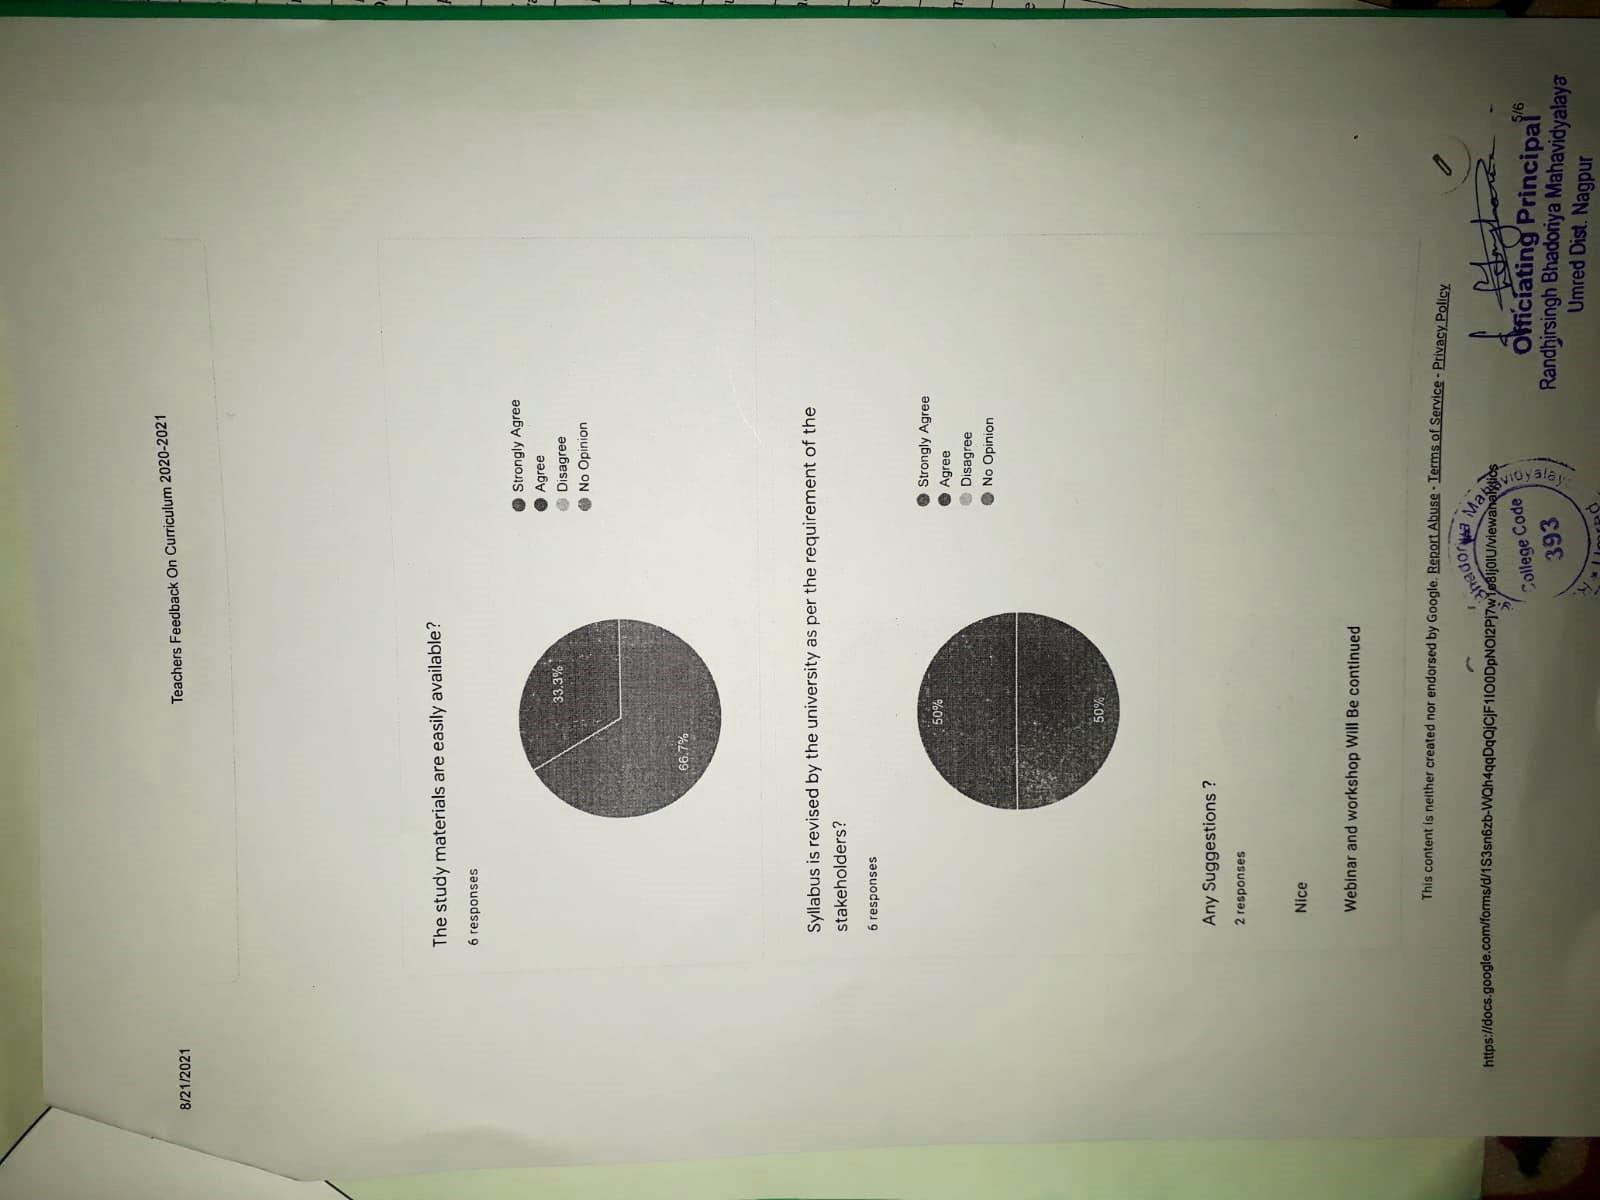 8/21/2021
Teachers Feedback On Curriculum 2020-2021
The study materials are easily available?
6 responses
Strongly Agree
Agree
Disagree
No Opinion
33.3%
66.7%
Syllabus is revised by the university as per the requirement of the
stakeholders?
6 responses
Strongly Agree
Agree
Disagree
No Opinion
50%
50%
Any Suggestions ?
2 responses
Nice
Webinar and workshop Will Be continued
This content is neither created nor endorsed by Google. Report Abuse - Terms of Service - Privacy Policy
5/6
College Code
393
Officiating Principal
Randhirsingh Bhadoriya Mahavidyalaya
Umred Dist. Nagpur